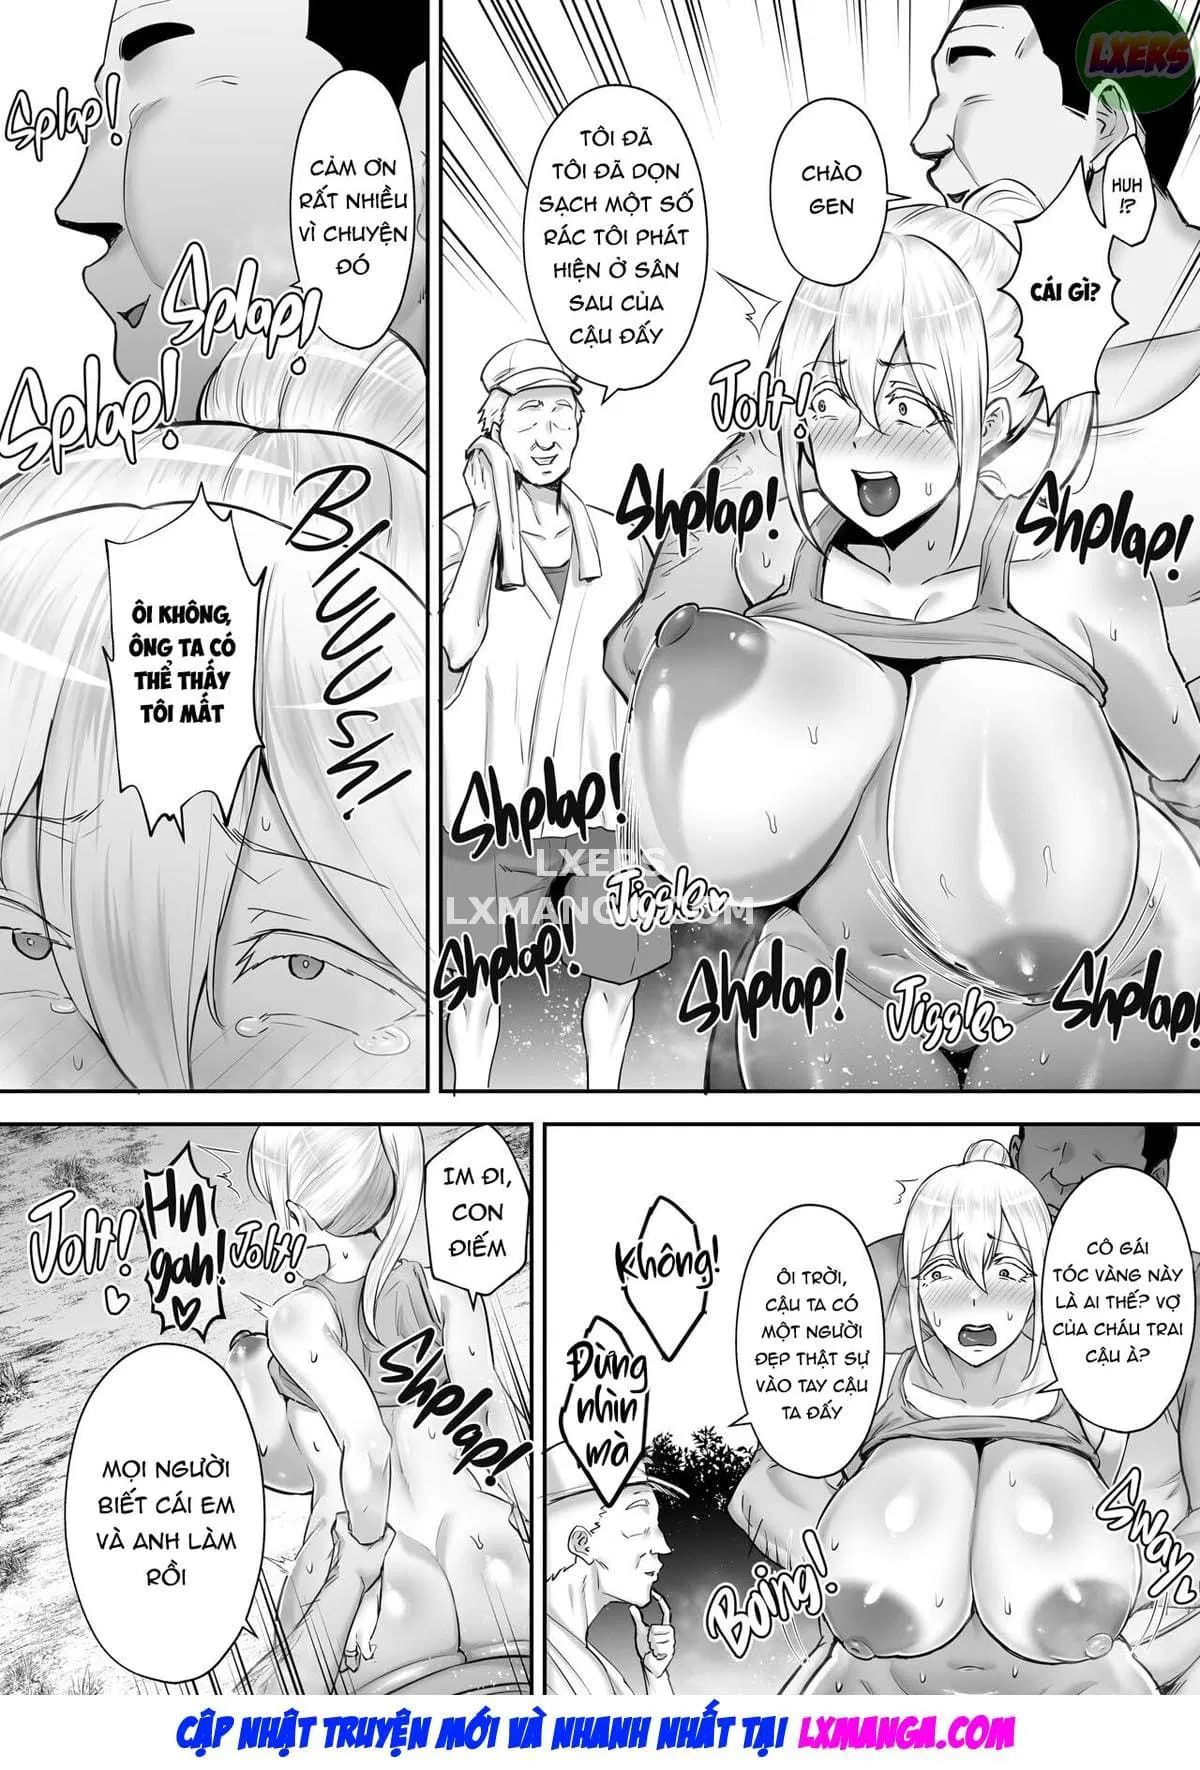 LXERS
HUH
!?
CÁI GÌ?
CHÀO
GEN
TÔI ĐÃ
TÔI ĐÃ DỌN
SẠCH MỘT SỐ
RÁC TÔI PHÁT
HIỆN Ở SÂN
SAU CỦA
CẬU ĐẤY
Jolt!
Shplap!
Shplap!
Shplap!
Jiggle
Shplap!
Shplap!
Jiggle
Shplap!
LXERS
LXMANGA.COM
CẢM ƠN
RẤT NHIỀU
VÌ CHUYỆN
ĐÓ
Splap!
Splap!
Splap!
ÔI KHÔNG,
ÔNG TA CÓ
THỂ THẤY
TÔI MẤT
CÔ GÁI
TÓC VÀNG NÀY
LÀ AI THẾ? VỢ
CỦA CHÁU TRAI
CẬU À?
ÔI TRỜI,
CẬU TA CÓ
MỘT NGƯỜI
ĐẸP THẬT SỰ
VÀO TAY CẬU
TA ĐẤY
Không!
Đừng
nhìn
mà
Sway
Boing!
IM ĐI,
CON
ĐIẾM
Hn
gah!
Jolt!
Jolt!
Shplap!
MỌI NGƯỜI
BIẾT CÁI EM
VÀ ANH LÀM
RỒI
CẬP NHẬT TRUYỆN MỚI VÀ NHANH NHẤT TẠI LXMANGA.COM